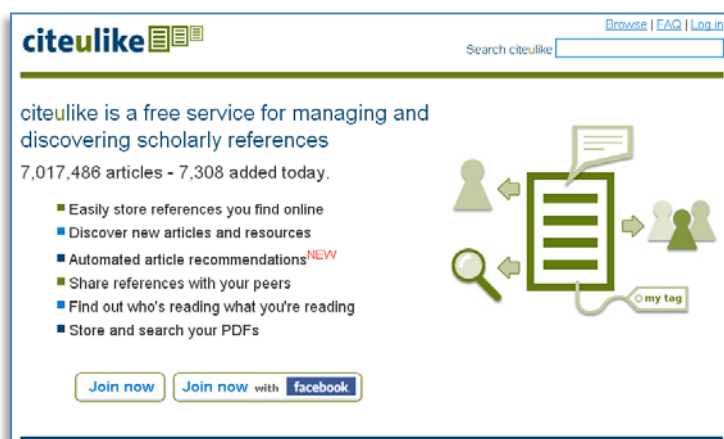 citeulike
Browse | FAQ | Log in
Search citeulike
citeulike is a free service for managing and
discovering scholarly references
7,017,486 articles - 7,308 added today.
Easily store references you find online
Discover new articles and resources
Automated article recommendationsNEW
Share references with your peers
Find out who's reading what you're reading
Store and search your PDFs
my tag
Join now
Join now with facebook